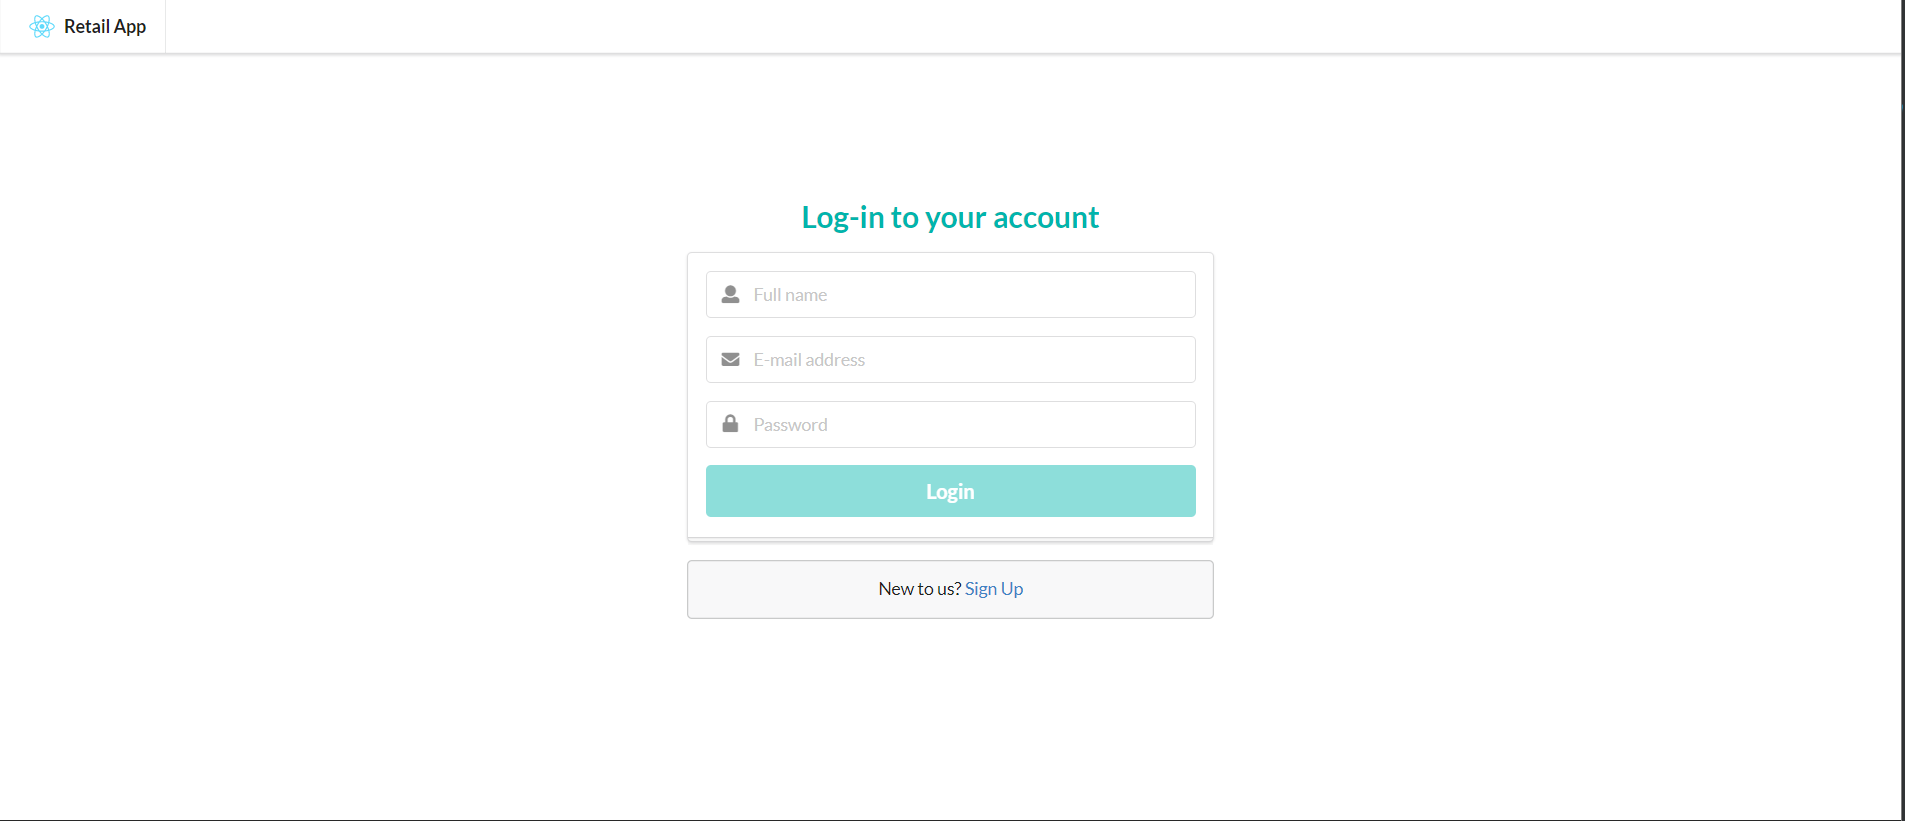 Retail App
Log-in to your account
Full name
E-mail address
Password
Login
New to us? Sign Up